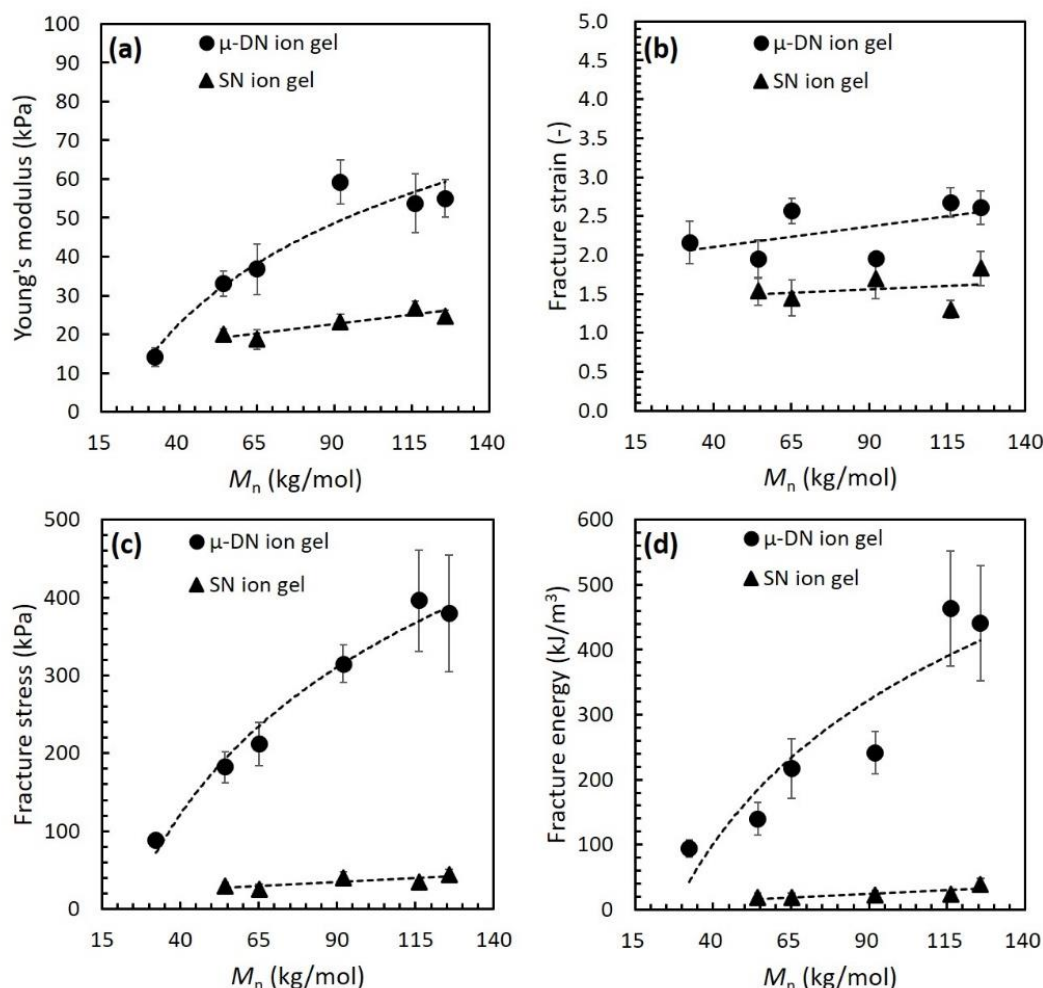 (a)
μ-DN ion gel
SN ion gel
Young's modulus (kPa)
100
90
80
70
60
50
40
30
20
10
0
15 40 65 90 115 140
Mn (kg/mol)
(b)
μ-DN ion gel
SN ion gel
Fracture strain (-)
5.0
4.5
4.0
3.5
3.0
2.5
2.0
1.5
1.0
0.5
0.0
15 40 65 90 115 140
Mn (kg/mol)
(c)
μ-DN ion gel
SN ion gel
Fracture stress (kPa)
500
400
300
200
100
0
15 40 65 90 115 140
Mn (kg/mol)
(d)
μ-DN ion gel
SN ion gel
Fracture energy (kJ/m³)
600
500
400
300
200
100
0
15 40 65 90 115 140
Mn (kg/mol)